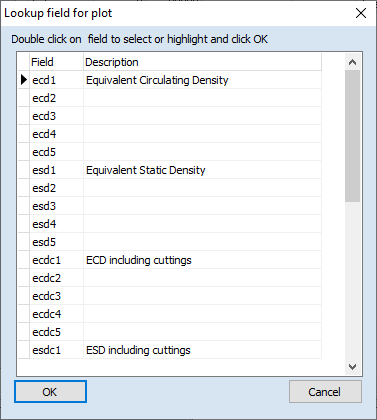 Lookup field for plot
Double click on field to select or highlight and click OK
Field Description
ecd1 Equivalent Circulating Density
ecd2
ecd3
ecd4
ecd5
esd1 Equivalent Static Density
esd2
esd3
esd4
esd5
ecdc1 ECD including cuttings
ecdc2
ecdc3
ecdc4
ecdc5
esdc1 ESD including cuttings
OK Cancel